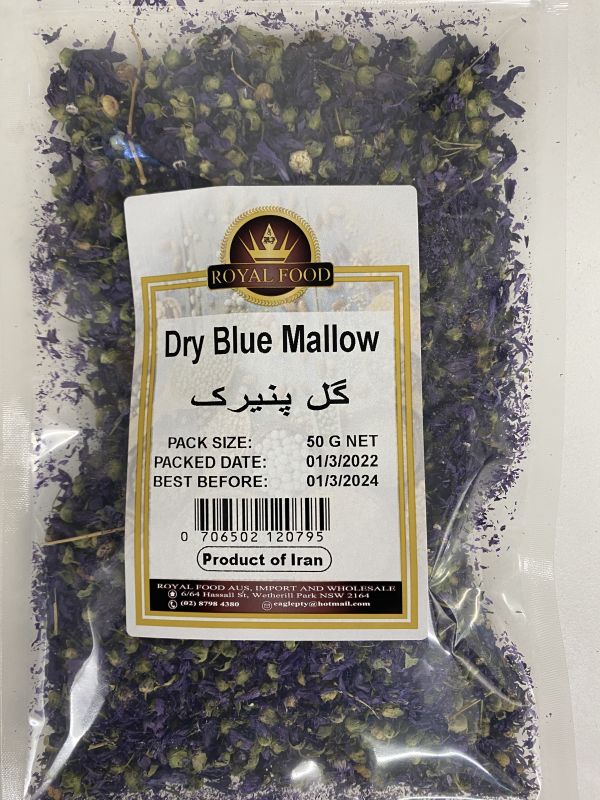 ROYAL FOOD
Dry Blue Mallow
گل پنیرک
PACK SIZE: 50 G NET
PACKED DATE: 01/3/2022
BEST BEFORE: 01/3/2024
0 706502 120795
Product of Iran
ROYAL FOOD AUS, IMPORT AND WHOLESALE
6/64 Hassall St, Wetherill Park NSW 2164
(02) 8798 4380 eaglepty@hotmail.com